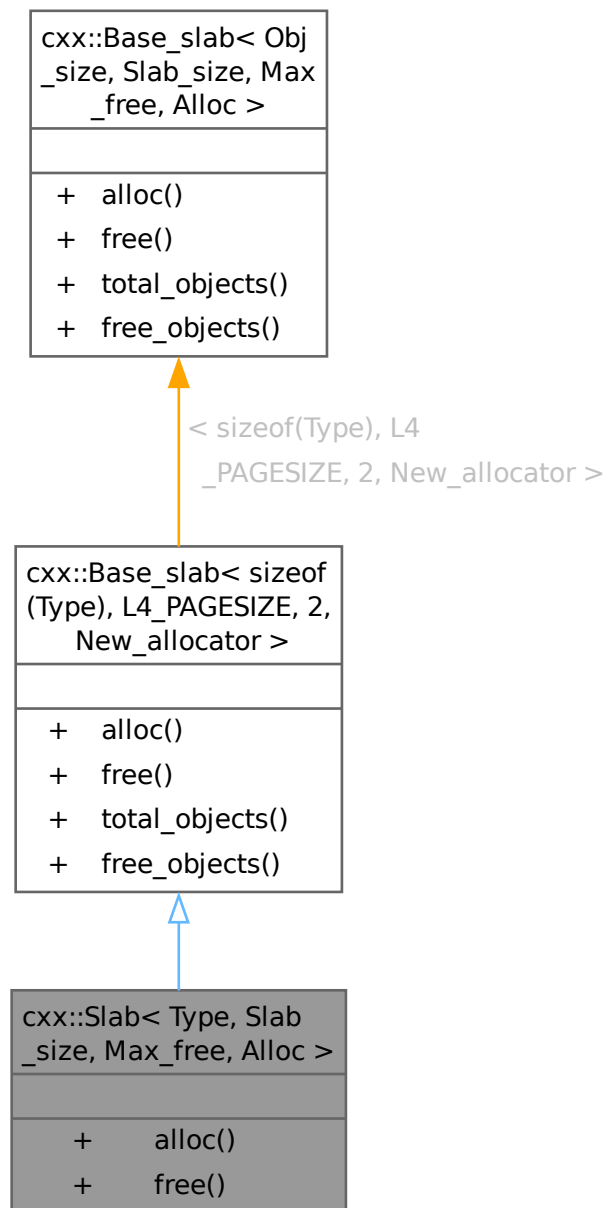 cxx::Base_slab< Obj
_size, Slab_size, Max
_free, Alloc >
+ alloc()
+ free()
+ total_objects()
+ free_objects()
< sizeof(Type), L4
_PAGESIZE, 2, New_allocator >
cxx::Base_slab< sizeof
(Type), L4_PAGESIZE, 2,
New_allocator >
+ alloc()
+ free()
+ total_objects()
+ free_objects()
cxx::Slab< Type, Slab
_size, Max_free, Alloc >
+ alloc()
+ free()